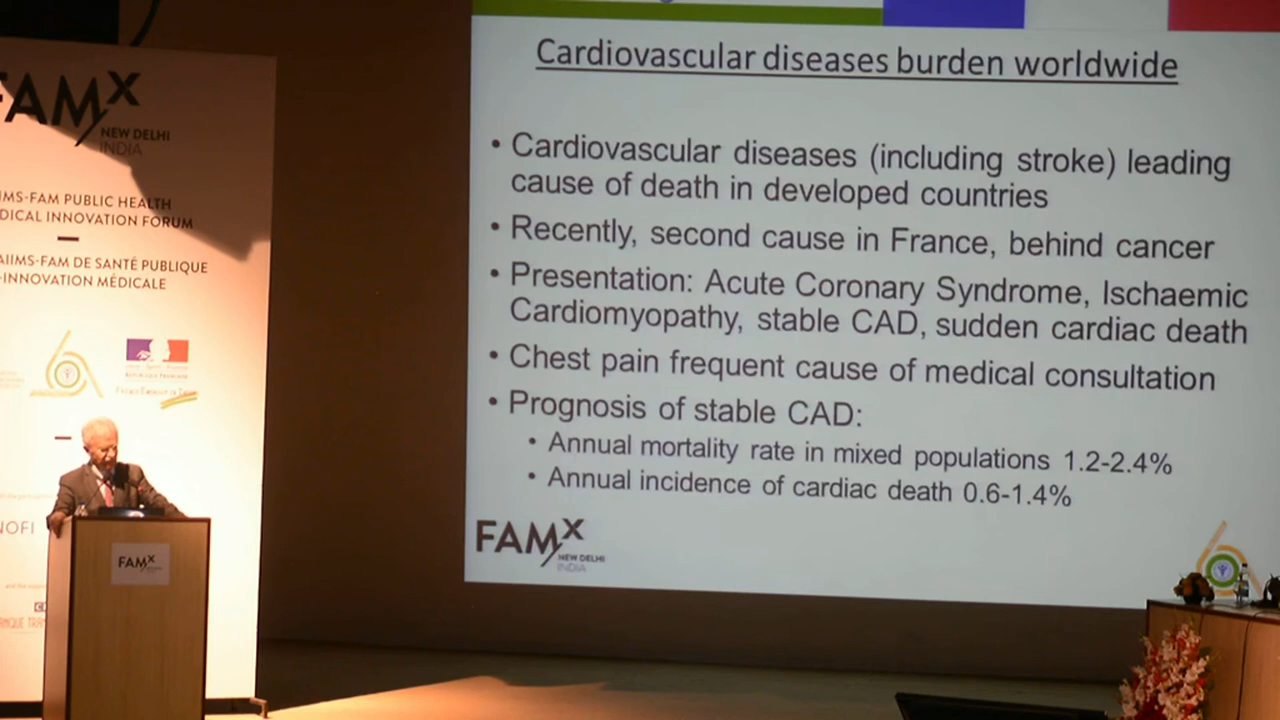 FAMX
NEW DELHI
INDIA
IMS-FAM PUBLIC HEALTH
DICAL INNOVATION FORUM
AIIMS-FAM DE SANTÉ PUBLIQUE
-INNOVATION MÉDICALE
NOFI
FAMX
Cardiovascular diseases burden worldwide
• Cardiovascular diseases (including stroke) leading
cause of death in developed countries
• Recently, second cause in France, behind cancer
• Presentation: Acute Coronary Syndrome, Ischaemic
Cardiomyopathy, stable CAD, sudden cardiac death
• Chest pain frequent cause of medical consultation
• Prognosis of stable CAD:
• Annual mortality rate in mixed populations 1.2-2.4%
• Annual incidence of cardiac death 0.6-1.4%
FAMX
NEW DELHI
INDIA